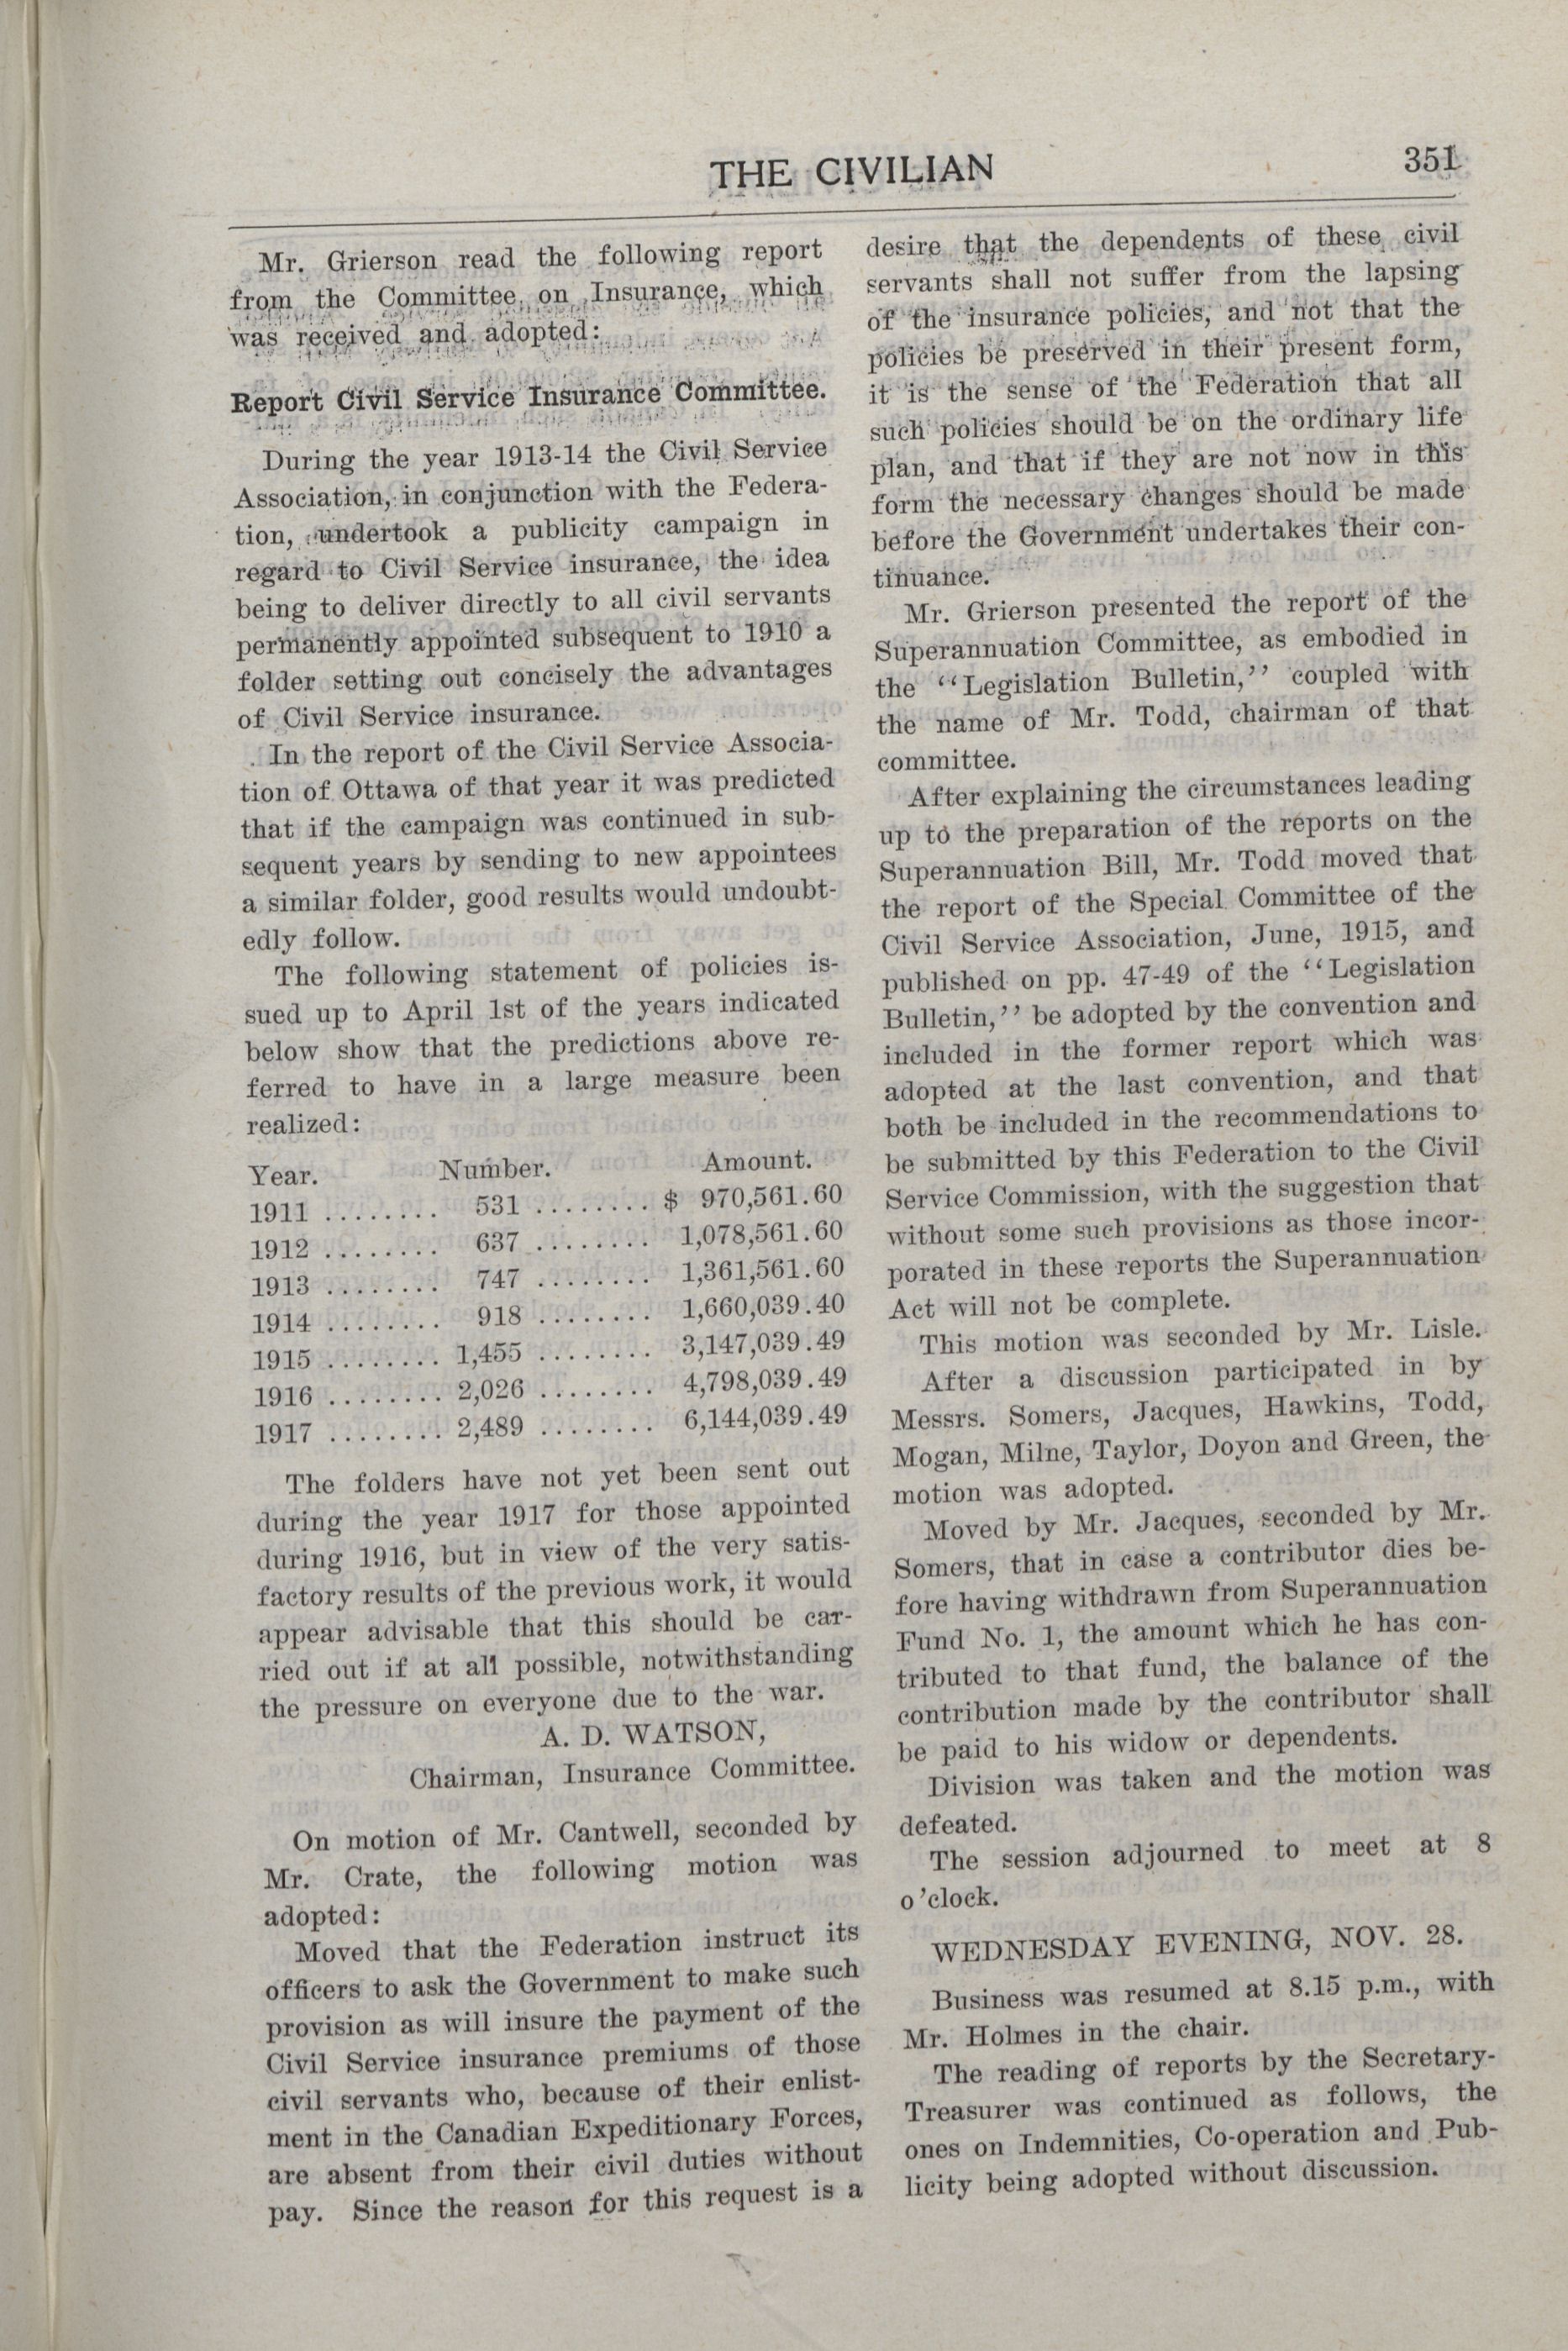 THE CIVILIAN
351
Mr. Grierson read the following report
from the Committee on Insurance, which
was received and adopted:
Report Civil Service Insurance Committee.
During the year 1913-14 the Civil Service
Association, in conjunction with the Federa-
tion, undertook a publicity campaign in
regard to Civil Service insurance, the idea
being to deliver directly to all civil servants
permanently appointed subsequent to 1910 a
folder setting out concisely the advantages
of Civil Service insurance.
In the report of the Civil Service Associa-
tion of Ottawa of that year it was predicted
that if the campaign was continued in sub-
sequent years by sending to new appointees
a similar folder, good results would undoubt-
edly follow.
The following statement of policies is-
sued up to April 1st of the years indicated
below show that the predictions above re-
ferred to have in a large measure been
realized:
Year. Number. Amount.
1911 ........ 531 ........ $ 970,561.60
1912 ........ 637 ........ 1,078,561.60
1913 ........ 747 ........ 1,361,561.60
1914 ........ 918 ........ 1,660,039.40
1915 ........ 1,455 ........ 3,147,039.49
1916 ........ 2,026 ........ 4,798,039.49
1917 ........ 2,489 ........ 6,144,039.49
The folders have not yet been sent out
during the year 1917 for those appointed
during 1916, but in view of the very satis-
factory results of the previous work, it would
appear advisable that this should be car-
ried out if at all possible, notwithstanding
the pressure on everyone due to the war.
A. D. WATSON,
Chairman, Insurance Committee.
On motion of Mr. Cantwell, seconded by
Mr. Crate, the following motion was
adopted:
Moved that the Federation instruct its
officers to ask the Government to make such
provision as will insure the payment of the
Civil Service insurance premiums of those
civil servants who, because of their enlist-
ment in the Canadian Expeditionary Forces,
are absent from their civil duties without
pay. Since the reason for this request is a
desire that the dependents of these civil
servants shall not suffer from the lapsing
of the insurance policies, and not that the
policies be preserved in their present form,
it is the sense of the Federation that all
such policies should be on the ordinary life
plan, and that if they are not now in this
form the necessary changes should be made
before the Government undertakes their con-
tinuance.
Mr. Grierson presented the report of the
Superannuation Committee, as embodied in
the ‘‘Legislation Bulletin,’’ coupled with
the name of Mr. Todd, chairman of that
committee.
After explaining the circumstances leading
up to the preparation of the reports on the
Superannuation Bill, Mr. Todd moved that
the report of the Special Committee of the
Civil Service Association, June, 1915, and
published on pp. 47-49 of the ‘‘Legislation
Bulletin,’’ be adopted by the convention and
included in the former report which was
adopted at the last convention, and that
both be included in the recommendations to
be submitted by this Federation to the Civil
Service Commission, with the suggestion that
without some such provisions as those incor-
porated in these reports the Superannuation
Act will not be complete.
This motion was seconded by Mr. Lisle.
After a discussion participated in by
Messrs. Somers, Jacques, Hawkins, Todd,
Mogan, Milne, Taylor, Doyon and Green, the
motion was adopted.
Moved by Mr. Jacques, seconded by Mr.
Somers, that in case a contributor dies be-
fore having withdrawn from Superannuation
Fund No. 1, the amount which he has con-
tributed to that fund, the balance of the
contribution made by the contributor shall
be paid to his widow or dependents.
Division was taken and the motion was
defeated.
The session adjourned to meet at 8
o’clock.
WEDNESDAY EVENING, NOV. 28.
Business was resumed at 8.15 p.m., with
Mr. Holmes in the chair.
The reading of reports by the Secretary-
Treasurer was continued as follows, the
ones on Indemnities, Co-operation and Pub-
licity being adopted without discussion.